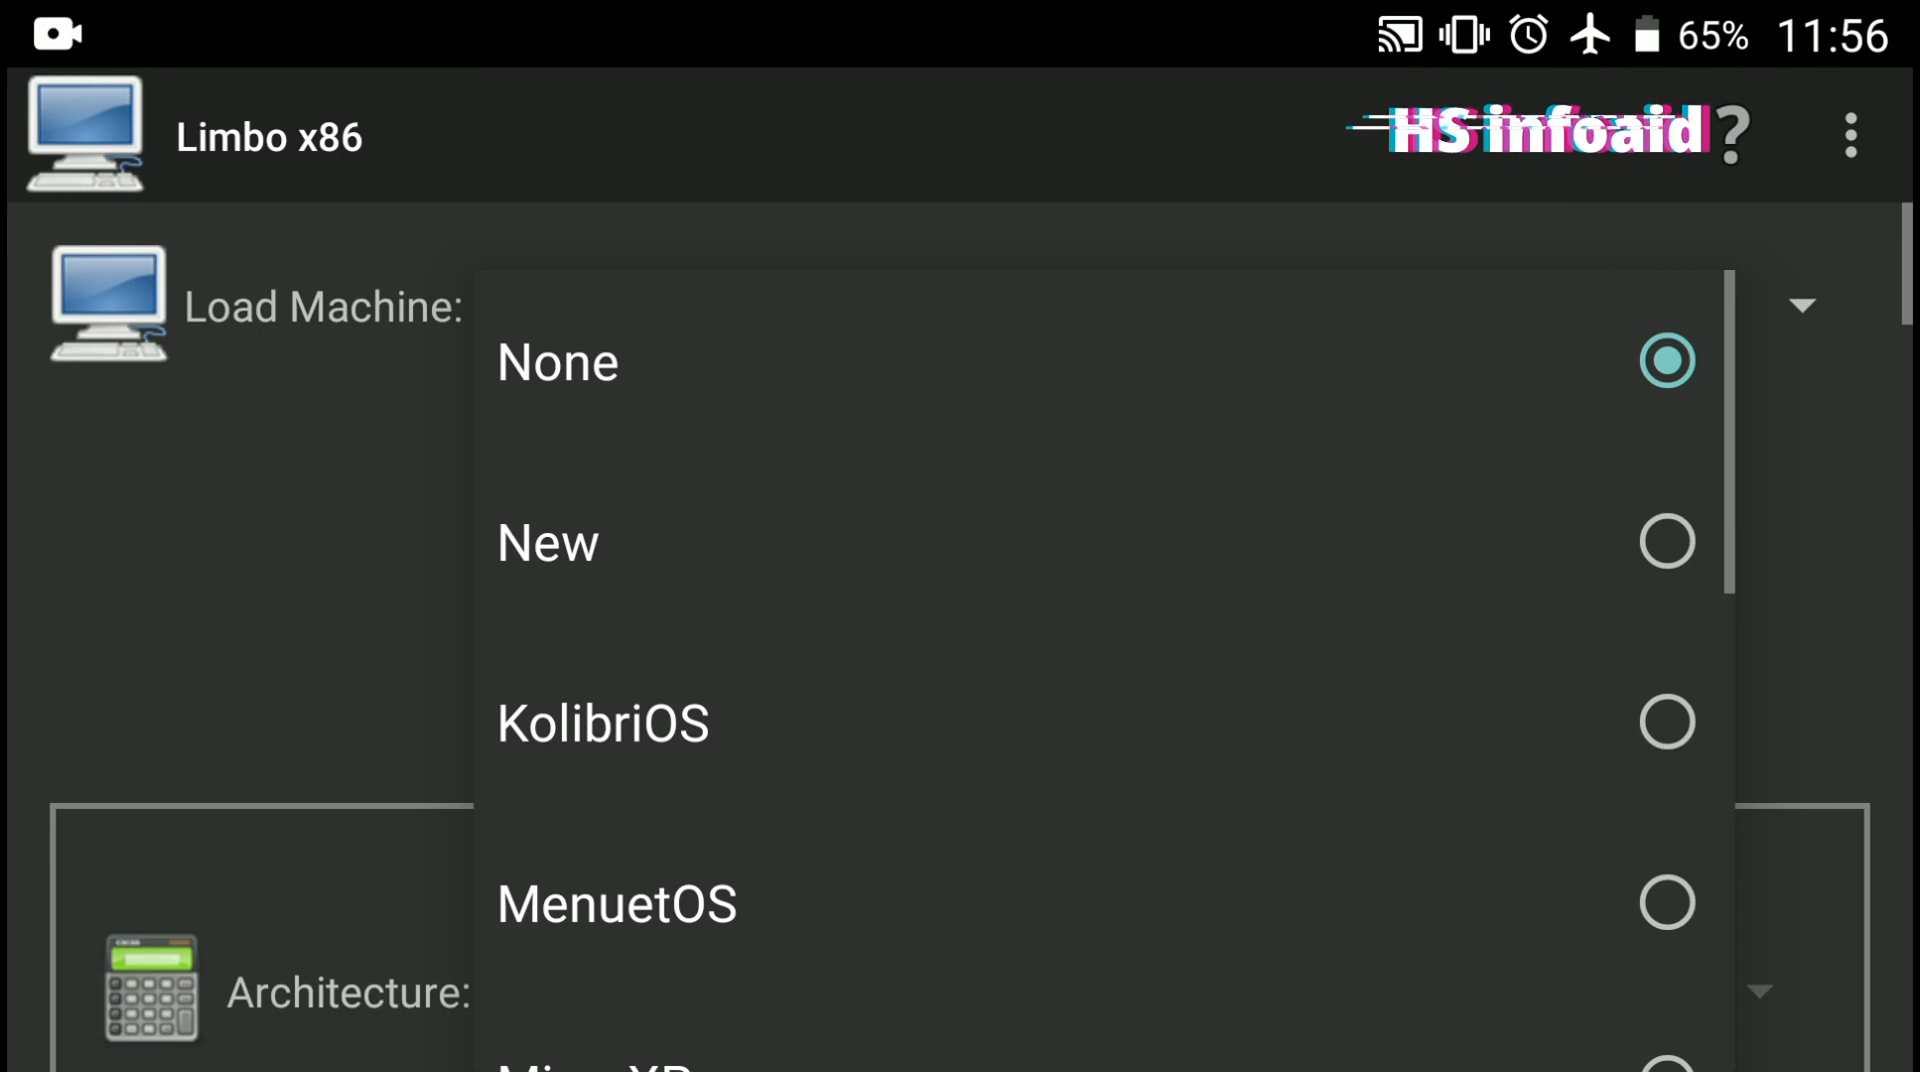 65% 11:56
Limbo x86
HS infoaid ?
Load Machine:
None
New
KolibriOS
MenuetOS
Architecture: